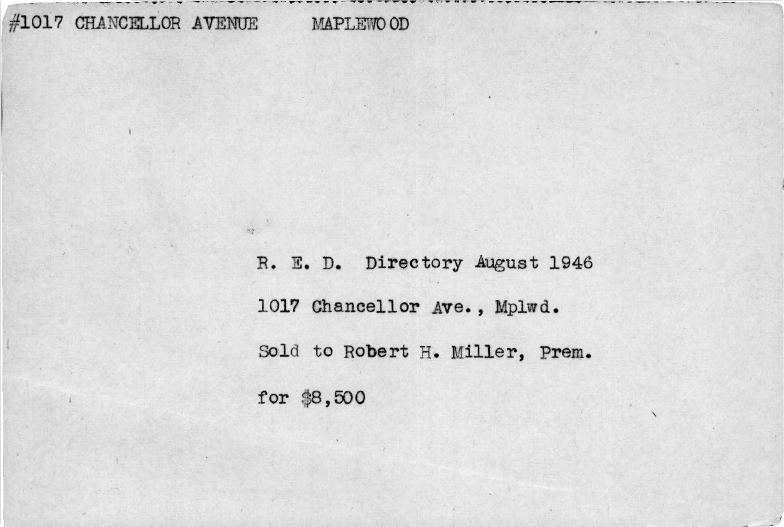 #1017 CHANCELLOR AVENUE MAPLEWOOD
R. E. D. Directory August 1946
1017 Chancellor Ave., Mplwd.
Sold to Robert H. Miller, Prem.
for $8,500